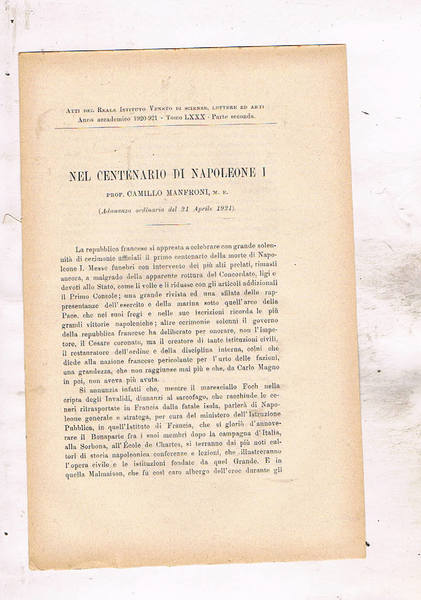 Atti del Reale Istituto Veneto di scienze, lettere ed arti
Anno accademico 1920-921 - Tomo LXXX - Parte seconda.
NEL CENTENARIO DI NAPOLEONE I
PROF. CAMILLO MANFRONI, M. E.
(Adunanza ordinaria del 24 Aprile 1921).
La repubblica francese si appresta a celebrare con grande solen-
nità di cerimonie ufficiali il primo centenario della morte di Napo-
leone I. Messe funebri con intervento dei più alti prelati, rimasti
ancora, a malgrado della apparente rottura del Concordato, ligi e
devoti allo Stato, come li volle e li ridusse con gli articoli addizionali
il Primo Console; una grande rivista ed una sfilata delle rap-
presentanze dell'esercito e della marina sotto quell'arco della
Pace, che nei suoi fregi e nelle sue iscrizioni ricorda le più
grandi vittorie napoleoniche; altre cerimonie solenni il governo
della repubblica francese ha deliberato per onorare, non l'Impe-
tore, il Cesare coronato, ma il creatore di tante istituzioni civili,
il restauratore dell'ordine e della disciplina interna, colui che
diede alla nazione francese pericolante per l'urto delle fazioni,
una grandezza, che non raggiunse mai più e che, da Carlo Magno
in poi, non aveva più avuta.
Si annunzia infatti che, mentre il maresciallo Foch nella
cripta degli Invalidi, dinnanzi al sarcofago, che racchiude le ce-
neri ritrasportate in Francia dalla fatale isola, parlerà di Napo-
leone generale e stratega, per cura del ministero dell'Istruzione
Pubblica, in quell'Istituto di Francia, che si gloriò d'annove-
rare il Bonaparte fra i suoi membri dopo la campagna d'Italia,
alla Sorbona, all'École de Chartes, si terranno dai più noti cul-
tori di storia napoleonica conferenze e lezioni, che illustreranno
l'opera civile e le istituzioni fondate da quel Grande. E in
quella Malmaison, che fu così caro albergo dell'eroe durante gli